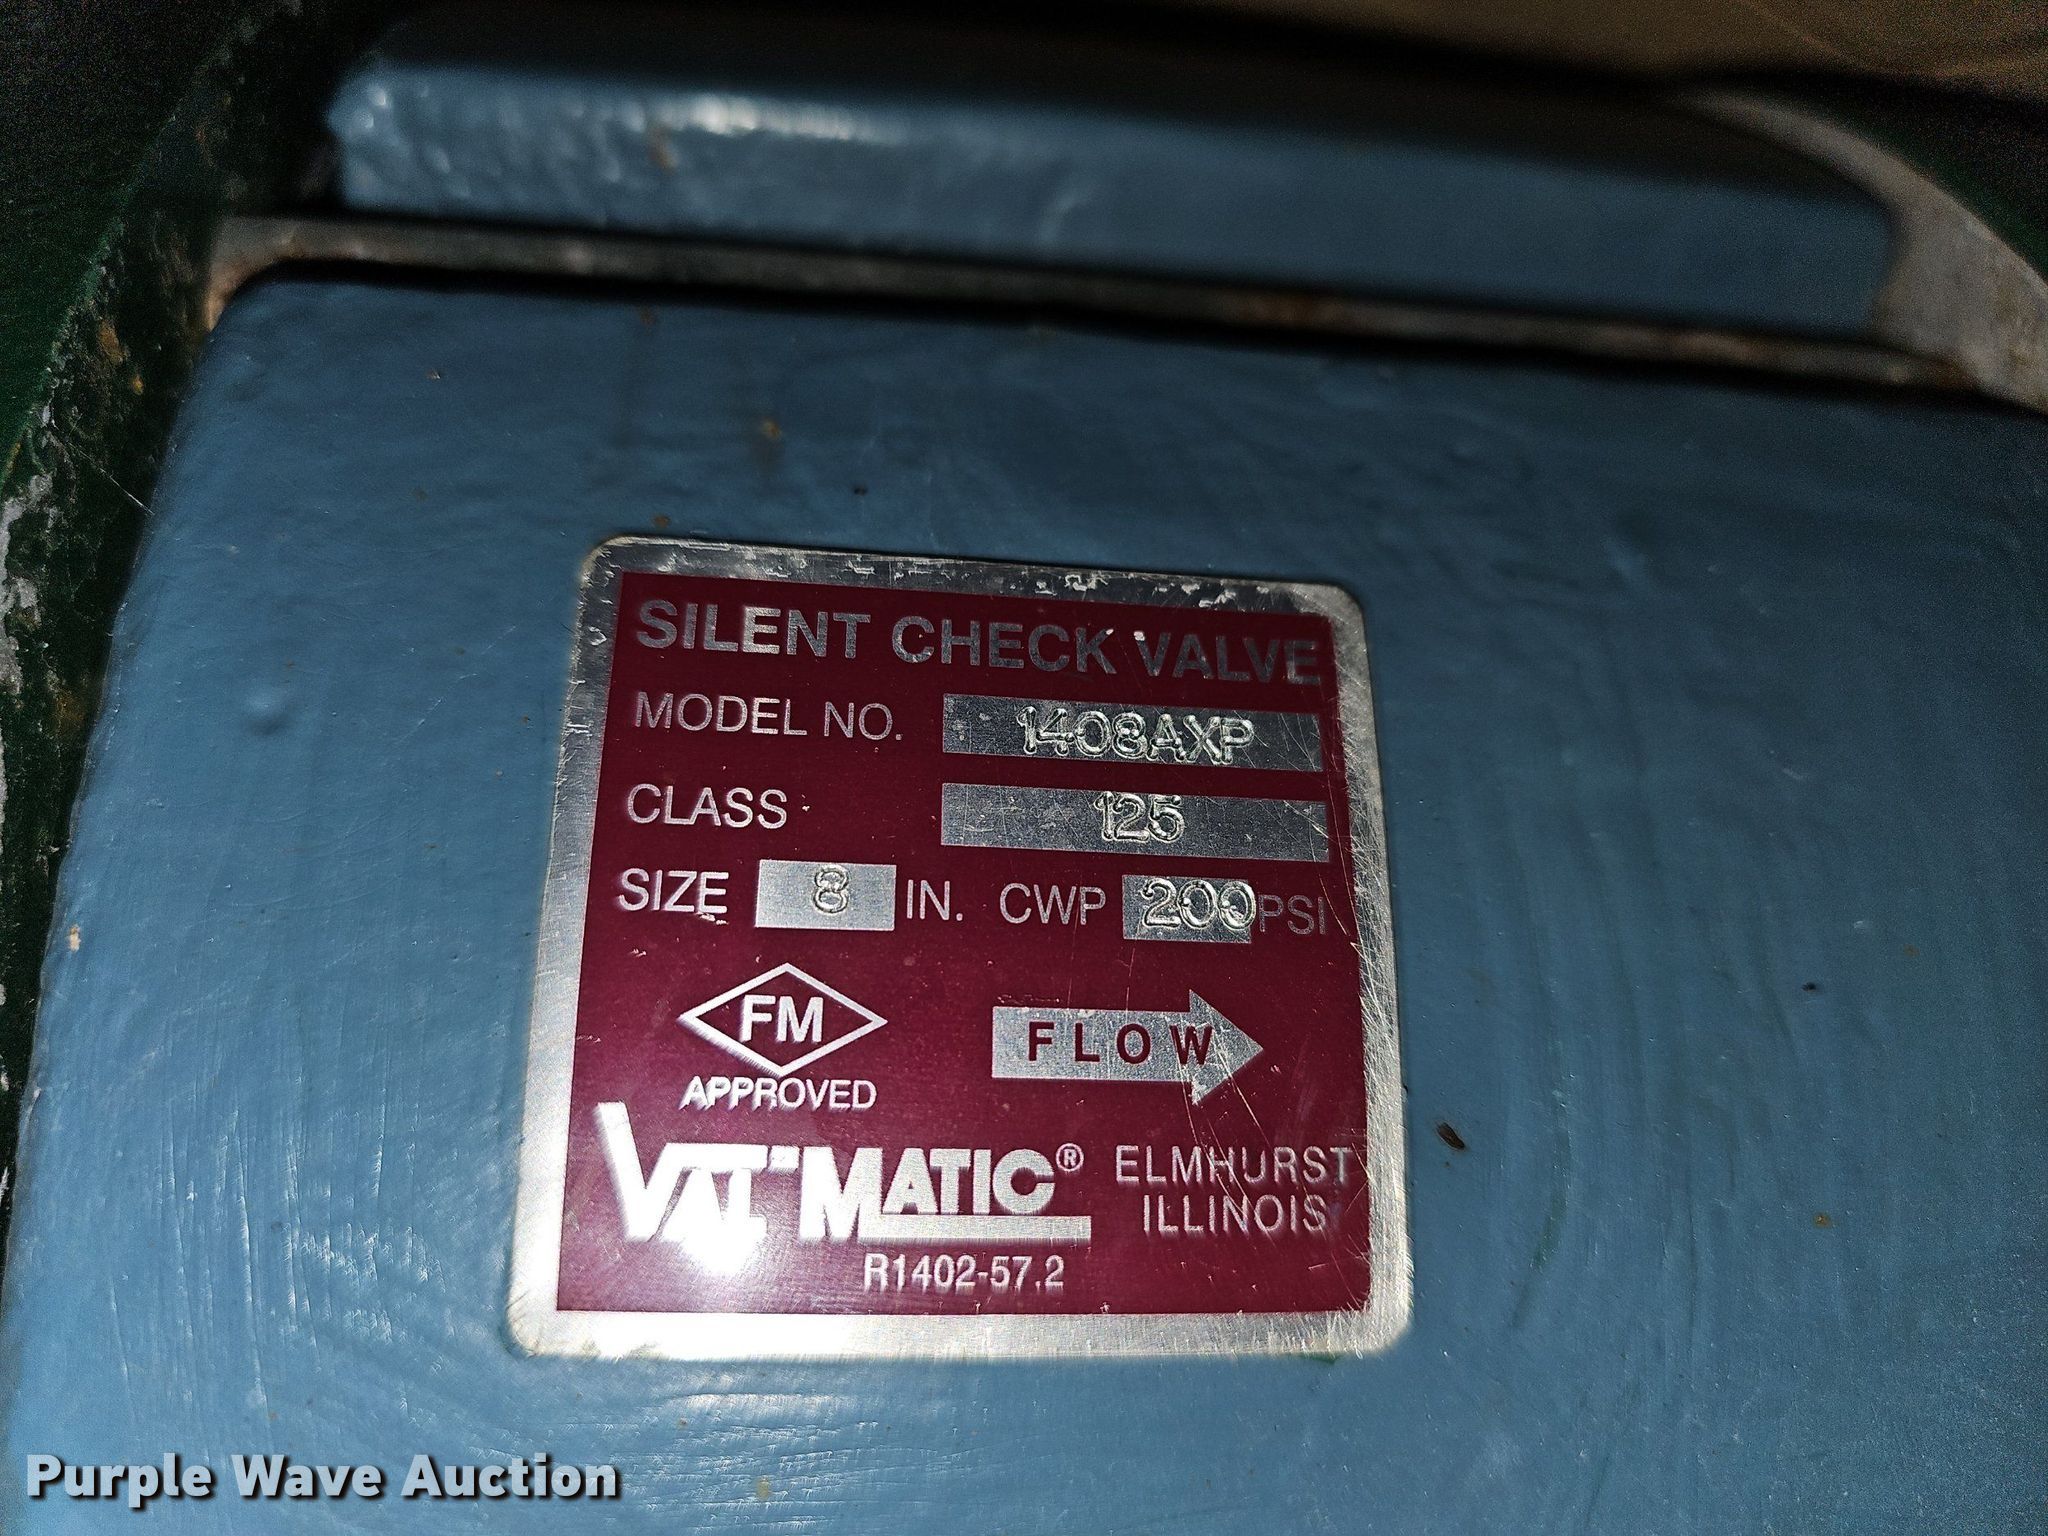 SILENT CHECK VALVE
MODEL NO. 1408AXP
CLASS 125
SIZE 8 IN. CWP 200 PSI
FM
APPROVED
FLOW
VAL-MATIC®
ELMHURST
ILLINOIS
R1402-57.2
Purple Wave Auction